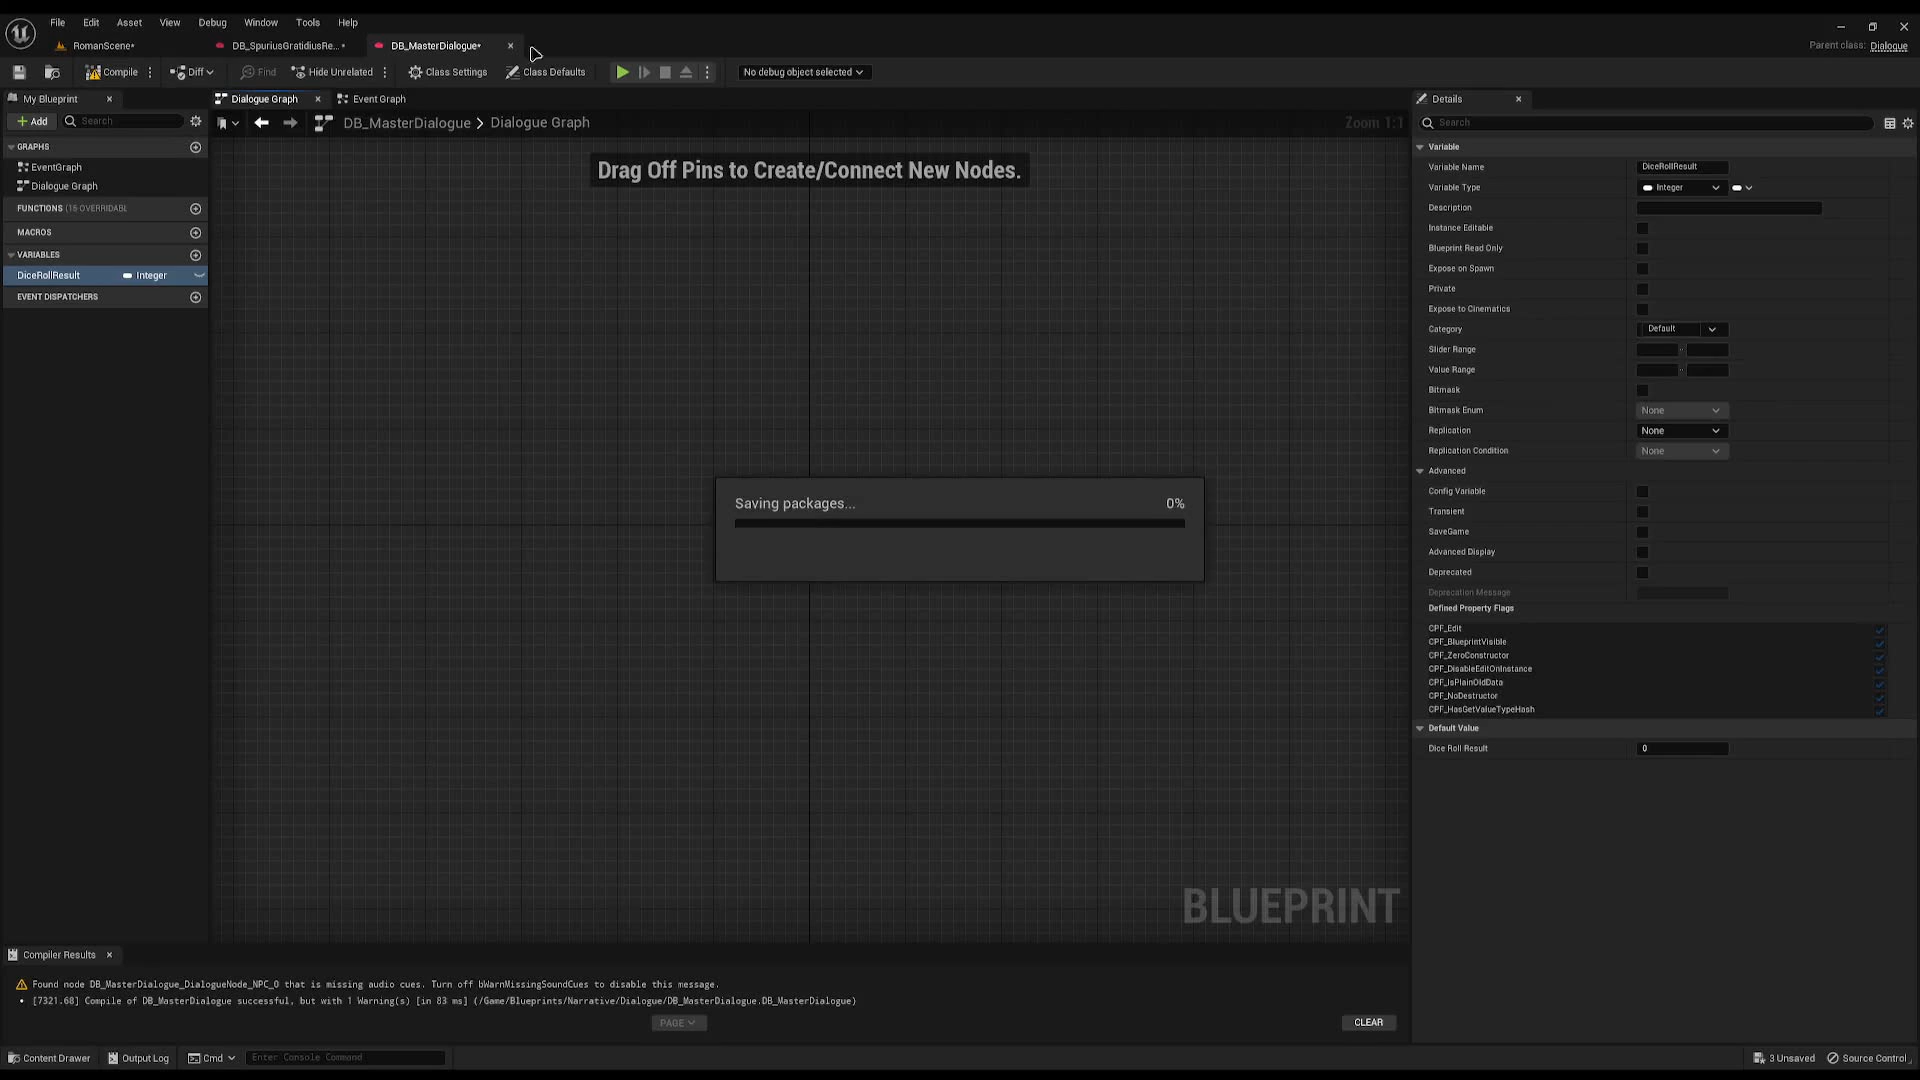 File Edit Asset View Debug Window Tools Help
RomanScene* DB_SpuriusGratidiusRe...* DB_MasterDialogue*
Parent class: Dialogue
Compile Diff Find Hide Unrelated Class Settings Class Defaults No debug object selected
My Blueprint Dialogue Graph Event Graph Details
Add Search DB_MasterDialogue > Dialogue Graph Zoom 1:1 Search
GRAPHS
EventGraph
Dialogue Graph
FUNCTIONS (15 OVERRIDABL
MACROS
VARIABLES
DiceRollResult Integer
EVENT DISPATCHERS
Drag Off Pins to Create/Connect New Nodes.
Saving packages... 0%
BLUEPRINT
Variable
Variable Name DiceRollResult
Variable Type Integer
Description
Instance Editable
Blueprint Read Only
Expose on Spawn
Private
Expose to Cinematics
Category Default
Slider Range
Value Range
Bitmask
Bitmask Enum None
Replication None
Replication Condition None
Advanced
Config Variable
Transient
SaveGame
Advanced Display
Deprecated
Deprecation Message
Defined Property Flags
CPF_Edit
CPF_BlueprintVisible
CPF_ZeroConstructor
CPF_DisableEditOnInstance
CPF_IsPlainOldData
CPF_NoDestructor
CPF_HasGetValueTypeHash
Default Value
Dice Roll Result 0
Compiler Results
Found node DB_MasterDialogue_DialogueNode_NPC_0 that is missing audio cues. Turn off bWarnMissingSoundCues to disable this message.
[7321.68] Compile of DB_MasterDialogue successful, but with 1 Warning(s) [in 83 ms] (/Game/Blueprints/Narrative/Dialogue/DB_MasterDialogue.DB_MasterDialogue)
PAGE CLEAR
Content Drawer Output Log Cmd Enter Console Command 3 Unsaved Source Control